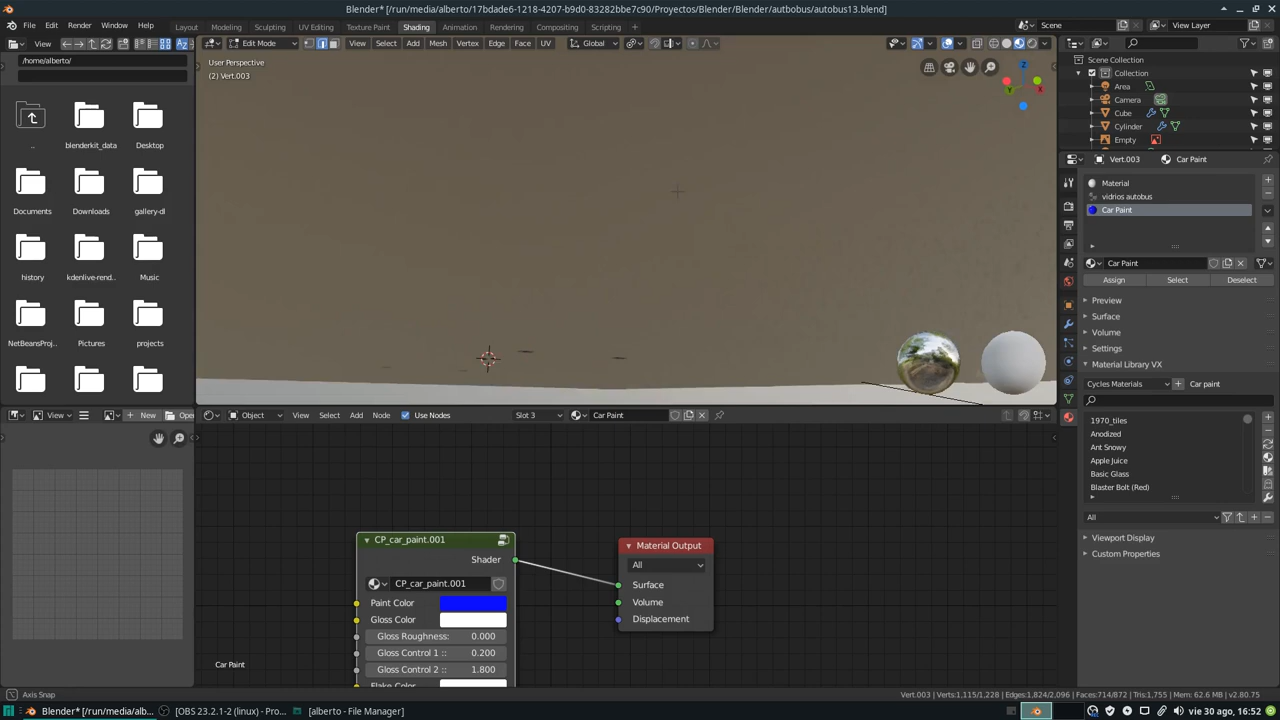 Blender* [/run/media/alberto/17bdade6-1218-4207-b9d0-83282bbe7c90/Proyectos/Blender/Blender/autbobus/autobus13.blend]
File Edit Render Window Help Layout Modeling Sculpting UV Editing Texture Paint Shading Animation Rendering Compositing Scripting Scene View Layer
View Edit Mode View Select Add Mesh Vertex Edge Face UV Global
/home/alberto/
User Perspective
(2) Vert.003
..
blenderkit_data
Desktop
Documents
Downloads
gallery-dl
history
kdenlive-rend..
Music
NetBeansProj..
Pictures
projects
Z
Y
X
Scene Collection
Collection
Area
Camera
Cube
Cylinder
Empty
Vert.003 Car Paint
Material
vidrios autobus
Car Paint
Car Paint
Assign Select Deselect
Preview
Surface
Volume
Settings
Material Library VX
Cycles Materials Car paint
1970_tiles
Anodized
Ant Snowy
Apple Juice
Basic Glass
Blaster Bolt (Red)
All
Viewport Display
Custom Properties
View New Open
Object View Select Add Node Use Nodes Slot 3 Car Paint
CP_car_paint.001
Shader
CP_car_paint.001
Paint Color
Gloss Color
Gloss Roughness: 0.000
Gloss Control 1 :: 0.200
Gloss Control 2 :: 1.800
Flake Color
Material Output
All
Surface
Volume
Displacement
Car Paint
Axis Snap
Vert.003 | Verts:1,115/1,228 | Edges:1,824/2,096 | Faces:714/872 | Tris:1,755 | Mem: 62.6 MB | v2.80.75
Blender* [/run/media/alberto/17bdade6-12...
[OBS 23.2.1-2 (linux) - Pro...
[alberto - File Manager]
vie 30 ago, 16:52